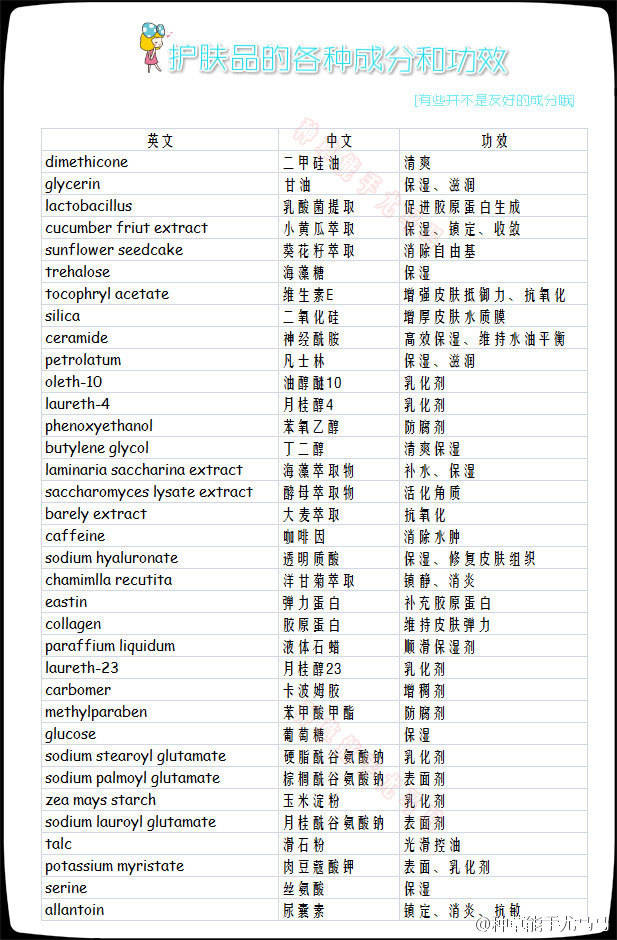 护肤品的各种成分和功效
[有些并不是友好的成分哦]
英文 中文 功效
dimethicone 二甲硅油 清爽
glycerin 甘油 保湿、滋润
lactobacillus 乳酸菌提取 促进胶原蛋白生成
cucumber friut extract 小黄瓜萃取 保湿、镇定、收敛
sunflower seedcake 葵花籽萃取 消除自由基
trehalose 海藻糖 保湿
tocophryl acetate 维生素E 增强皮肤抵御力、抗氧化
silica 二氧化硅 增厚皮肤水质膜
ceramide 神经酰胺 高效保湿、维持水油平衡
petrolatum 凡士林 保湿、滋润
oleth-10 油醇醚10 乳化剂
laureth-4 月桂醇4 乳化剂
phenoxyethanol 苯氧乙醇 防腐剂
butylene glycol 丁二醇 清爽保湿
laminaria saccharina extract 海藻萃取物 补水、保湿
saccharomyces lysate extract 酵母萃取物 活化角质
barely extract 大麦萃取 抗氧化
caffeine 咖啡因 消除水肿
sodium hyaluronate 透明质酸 保湿、修复皮肤组织
chamimlla recutita 洋甘菊萃取 镇静、消炎
eastin 弹力蛋白 补充胶原蛋白
collagen 胶原蛋白 维持皮肤弹力
paraffium liquidum 液体石蜡 顺滑保湿剂
laureth-23 月桂醇23 乳化剂
carbomer 卡波姆胶 增稠剂
methylparaben 苯甲酸甲酯 防腐剂
glucose 葡萄糖 保湿
sodium stearoyl glutamate 硬脂酰谷氨酸钠 乳化剂
sodium palmoyl glutamate 棕榈酰谷氨酸钠 表面剂
zea mays starch 玉米淀粉 乳化剂
sodium lauroyl glutamate 月桂酰谷氨酸钠 表面剂
talc 滑石粉 光滑控油
potassium myristate 肉豆蔻酸钾 表面、乳化剂
serine 丝氨酸 保湿
allantoin 尿囊素 镇定、消炎、抗敏
@种草能手尤